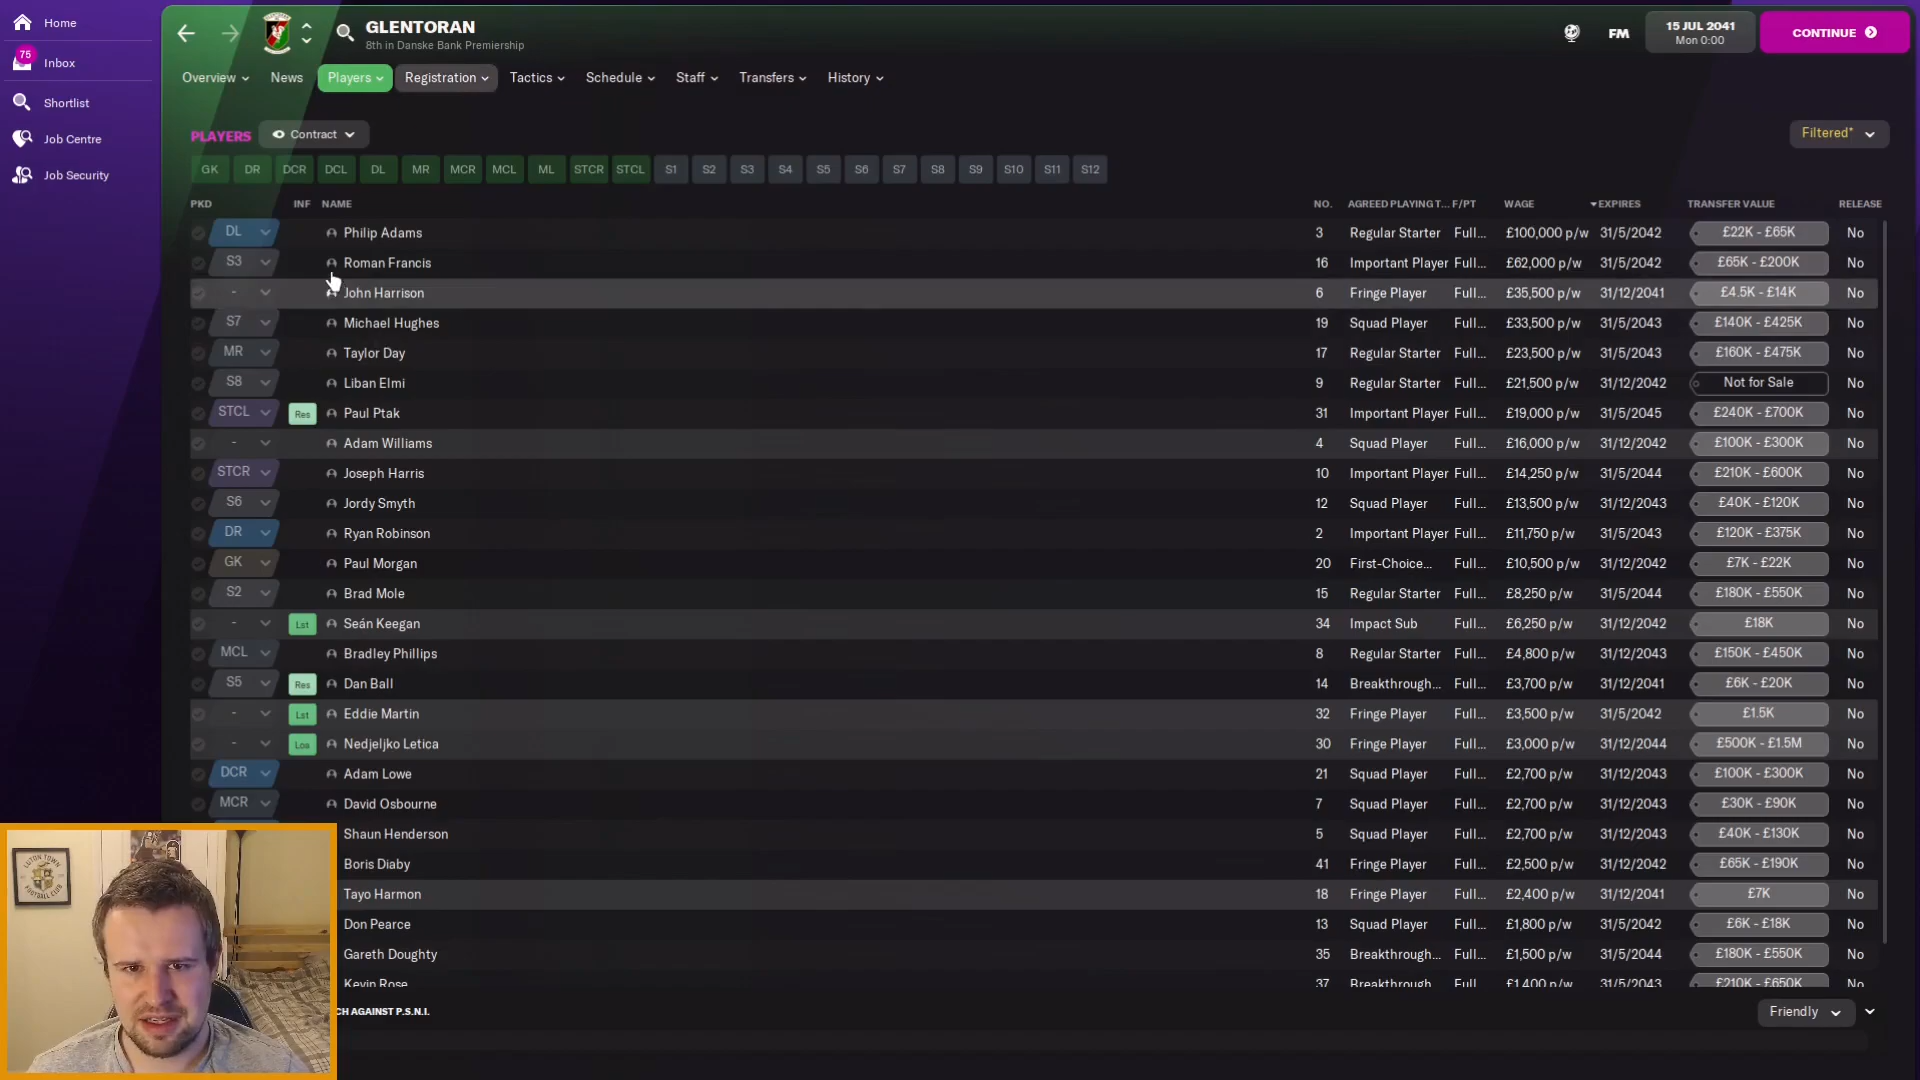 Home
75
Inbox
Shortlist
Job Centre
Job Security
GLENTORAN
8th in Danske Bank Premiership
FM
15 JUL 2041
Mon 0:00
CONTINUE
Overview News Players Registration Tactics Schedule Staff Transfers History
PLAYERS Contract Filtered*
GK DR DCR DCL DL MR MCR MCL ML STCR STCL S1 S2 S3 S4 S5 S6 S7 S8 S9 S10 S11 S12
PKD INF NAME NO. AGREED PLAYING T... F/PT WAGE EXPIRES TRANSFER VALUE RELEASE
DL Philip Adams 3 Regular Starter Full... £100,000 p/w 31/5/2042 £22K - £65K No
S3 Roman Francis 16 Important Player Full... £62,000 p/w 31/5/2042 £65K - £200K No
- John Harrison 6 Fringe Player Full... £35,500 p/w 31/12/2041 £4.5K - £14K No
S7 Michael Hughes 19 Squad Player Full... £33,500 p/w 31/5/2043 £140K - £425K No
MR Taylor Day 17 Regular Starter Full... £23,500 p/w 31/5/2043 £160K - £475K No
S8 Liban Elmi 9 Regular Starter Full... £21,500 p/w 31/12/2042 Not for Sale No
STCL Res Paul Ptak 31 Important Player Full... £19,000 p/w 31/5/2045 £240K - £700K No
- Adam Williams 4 Squad Player Full... £16,000 p/w 31/12/2042 £100K - £300K No
STCR Joseph Harris 10 Important Player Full... £14,250 p/w 31/5/2044 £210K - £600K No
S6 Jordy Smyth 12 Squad Player Full... £13,500 p/w 31/12/2043 £40K - £120K No
DR Ryan Robinson 2 Important Player Full... £11,750 p/w 31/5/2043 £120K - £375K No
GK Paul Morgan 20 First-Choice... Full... £10,500 p/w 31/12/2042 £7K - £22K No
S2 Brad Mole 15 Regular Starter Full... £8,250 p/w 31/5/2044 £180K - £550K No
- Lst Seán Keegan 34 Impact Sub Full... £6,250 p/w 31/12/2042 £18K No
MCL Bradley Phillips 8 Regular Starter Full... £4,800 p/w 31/12/2043 £150K - £450K No
S5 Res Dan Ball 14 Breakthrough... Full... £3,700 p/w 31/12/2041 £6K - £20K No
- Lst Eddie Martin 32 Fringe Player Full... £3,500 p/w 31/5/2042 £1.5K No
- Loa Nedjeljko Letica 30 Fringe Player Full... £3,000 p/w 31/12/2044 £500K - £1.5M No
DCR Adam Lowe 21 Squad Player Full... £2,700 p/w 31/12/2043 £100K - £300K No
MCR David Osbourne 7 Squad Player Full... £2,700 p/w 31/12/2043 £30K - £90K No
Shaun Henderson 5 Squad Player Full... £2,700 p/w 31/12/2043 £40K - £130K No
Boris Diaby 41 Fringe Player Full... £2,500 p/w 31/12/2042 £65K - £190K No
Tayo Harmon 18 Fringe Player Full... £2,400 p/w 31/12/2041 £7K No
Don Pearce 13 Squad Player Full... £1,800 p/w 31/5/2042 £6K - £18K No
Gareth Doughty 35 Breakthrough... Full... £1,500 p/w 31/5/2044 £180K - £550K No
Kevin Rose 37 Breakthrough Full... £1,400 p/w 31/5/2044 £210K - £650K No
CH AGAINST P.S.N.I. Friendly
LUTON TOWN
FOOTBALL CLUB